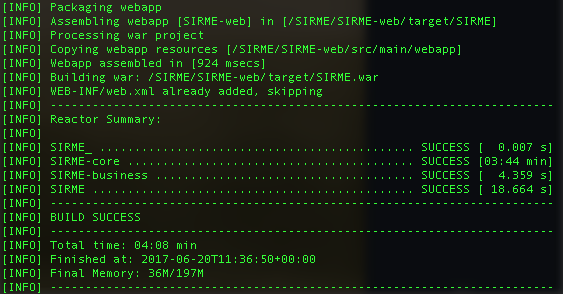 [INFO] Packaging webapp
[INFO] Assembling webapp [SIRME-web] in [/SIRME/SIRME-web/target/SIRME]
[INFO] Processing war project
[INFO] Copying webapp resources [/SIRME/SIRME-web/src/main/webapp]
[INFO] Webapp assembled in [924 msecs]
[INFO] Building war: /SIRME/SIRME-web/target/SIRME.war
[INFO] WEB-INF/web.xml already added, skipping
[INFO] ------------------------------------------------------------------------
[INFO] Reactor Summary:
[INFO]
[INFO] SIRME_ ............................................. SUCCESS [  0.007 s]
[INFO] SIRME-core ......................................... SUCCESS [03:44 min]
[INFO] SIRME-business ..................................... SUCCESS [  4.359 s]
[INFO] SIRME .............................................. SUCCESS [ 18.664 s]
[INFO] ------------------------------------------------------------------------
[INFO] BUILD SUCCESS
[INFO] ------------------------------------------------------------------------
[INFO] Total time: 04:08 min
[INFO] Finished at: 2017-06-20T11:36:50+00:00
[INFO] Final Memory: 36M/197M
[INFO] ------------------------------------------------------------------------